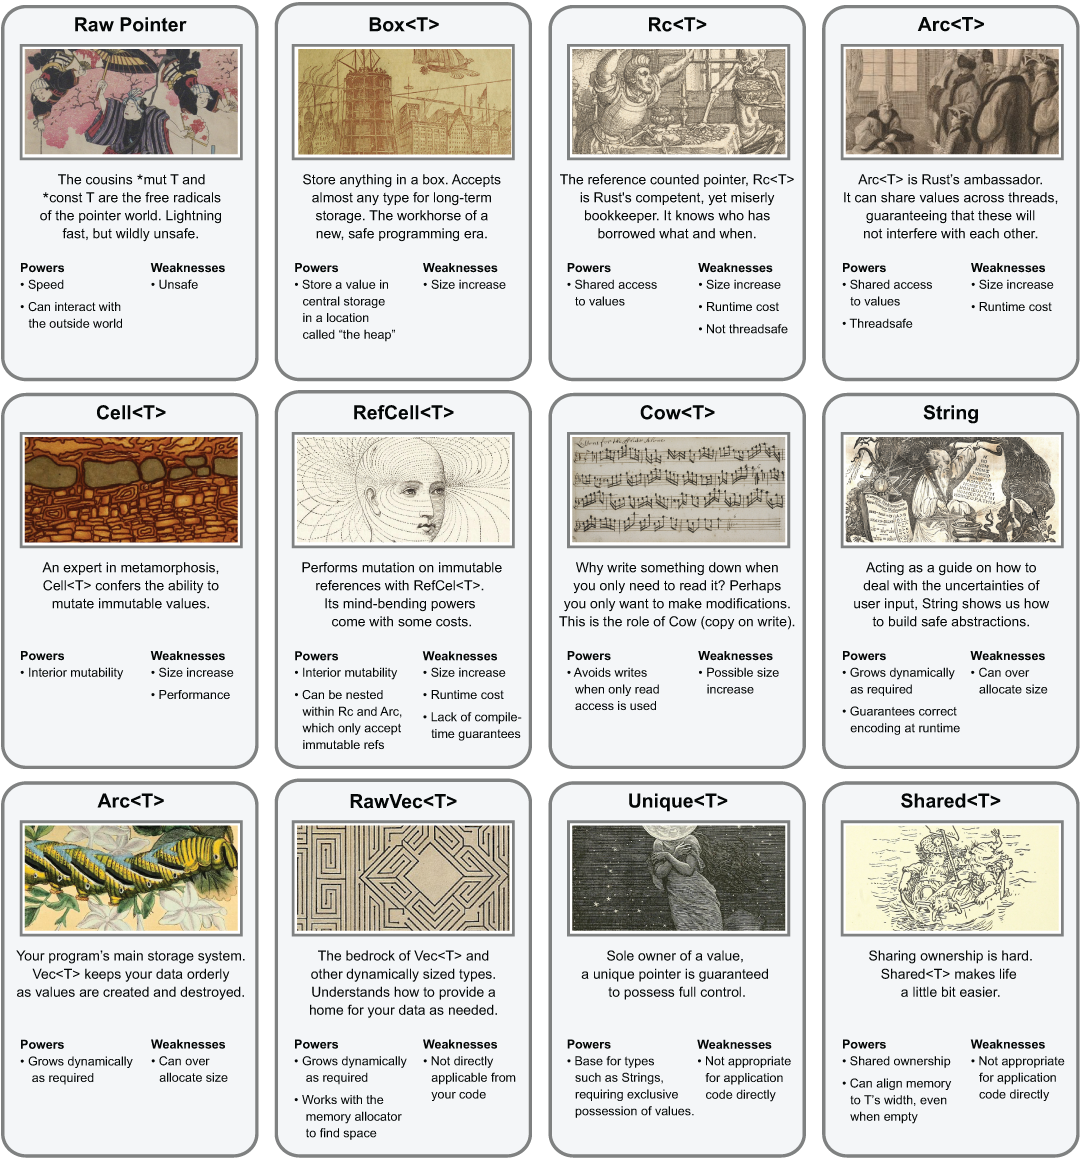 Raw Pointer
The cousins *mut T and
*const T are the free radicals
of the pointer world. Lightning
fast, but wildly unsafe.
Powers
• Speed
• Can interact with
the outside world
Weaknesses
• Unsafe
Box<T>
Store anything in a box. Accepts
almost any type for long-term
storage. The workhorse of a
new, safe programming era.
Powers
• Store a value in
central storage
in a location
called “the heap”
Weaknesses
• Size increase
Rc<T>
The reference counted pointer, Rc<T>
is Rust's competent, yet miserly
bookkeeper. It knows who has
borrowed what and when.
Powers
• Shared access
to values
Weaknesses
• Size increase
• Runtime cost
• Not threadsafe
Arc<T>
Arc<T> is Rust’s ambassador.
It can share values across threads,
guaranteeing that these will
not interfere with each other.
Powers
• Shared access
to values
• Threadsafe
Weaknesses
• Size increase
• Runtime cost
Cell<T>
An expert in metamorphosis,
Cell<T> confers the ability to
mutate immutable values.
Powers
• Interior mutability
Weaknesses
• Size increase
• Performance
RefCell<T>
Performs mutation on immutable
references with RefCel<T>.
Its mind-bending powers
come with some costs.
Powers
• Interior mutability
• Can be nested
within Rc and Arc,
which only accept
immutable refs
Weaknesses
• Size increase
• Runtime cost
• Lack of compile-
time guarantees
Cow<T>
Why write something down when
you only need to read it? Perhaps
you only want to make modifications.
This is the role of Cow (copy on write).
Powers
• Avoids writes
when only read
access is used
Weaknesses
• Possible size
increase
String
Acting as a guide on how to
deal with the uncertainties of
user input, String shows us how
to build safe abstractions.
Powers
• Grows dynamically
as required
• Guarantees correct
encoding at runtime
Weaknesses
• Can over
allocate size
Arc<T>
Your program’s main storage system.
Vec<T> keeps your data orderly
as values are created and destroyed.
Powers
• Grows dynamically
as required
Weaknesses
• Can over
allocate size
RawVec<T>
The bedrock of Vec<T> and
other dynamically sized types.
Understands how to provide a
home for your data as needed.
Powers
• Grows dynamically
as required
• Works with the
memory allocator
to find space
Weaknesses
• Not directly
applicable from
your code
Unique<T>
Sole owner of a value,
a unique pointer is guaranteed
to possess full control.
Powers
• Base for types
such as Strings,
requiring exclusive
possession of values.
Weaknesses
• Not appropriate
for application
code directly
Shared<T>
Sharing ownership is hard.
Shared<T> makes life
a little bit easier.
Powers
• Shared ownership
• Can align memory
to T’s width, even
when empty
Weaknesses
• Not appropriate
for application
code directly